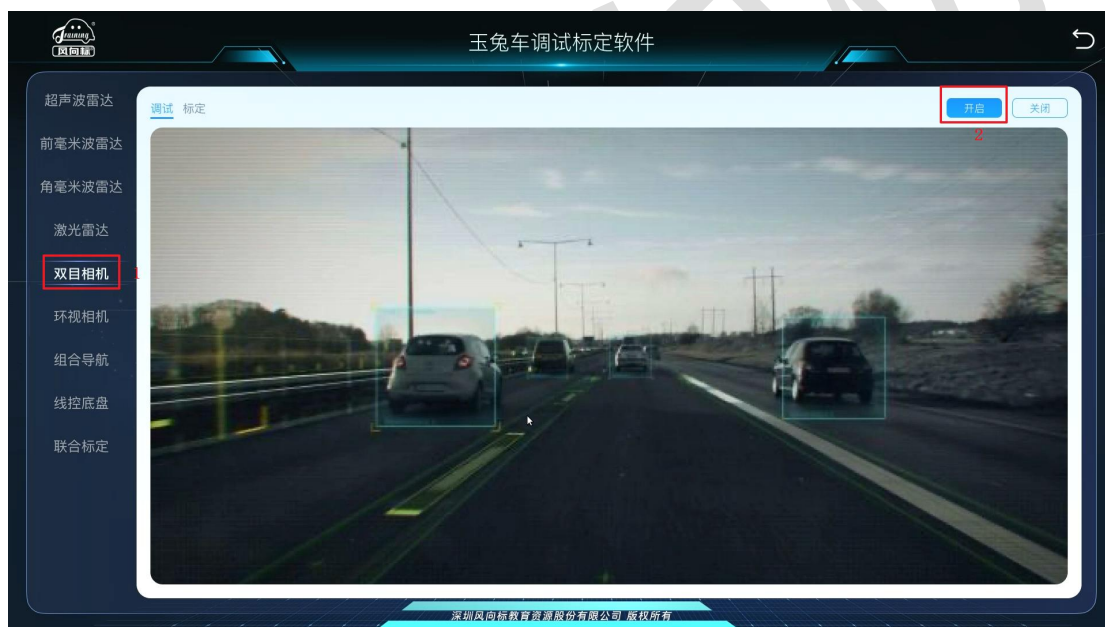 Fxining
风向标
玉兔车调试标定软件
超声波雷达
前毫米波雷达
角毫米波雷达
激光雷达
双目相机
1
环视相机
组合导航
线控底盘
联合标定
调试 标定
开启 关闭
2
深圳风向标教育资源股份有限公司 版权所有